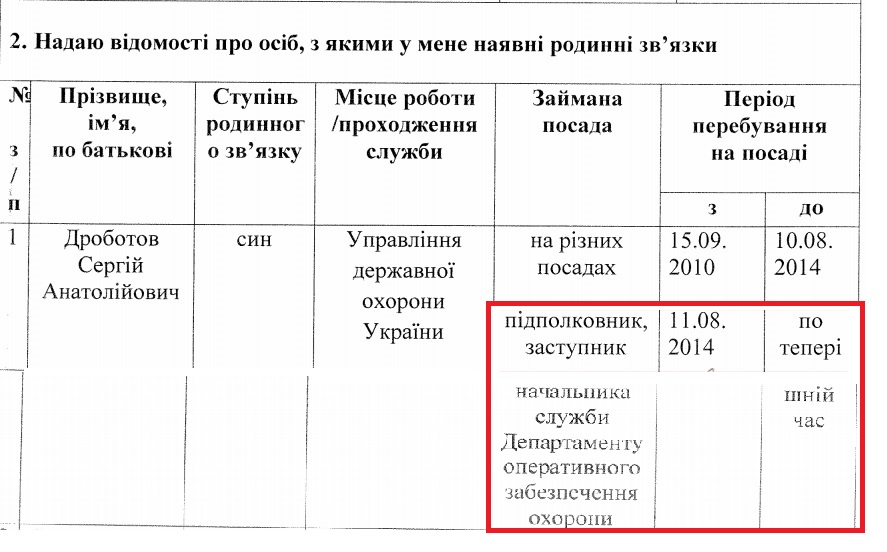 2. Надаю відомості про осіб, з якими у мене наявні родинні зв’язки
№
з
/
п
Прізвище,
ім’я,
по батькові
Ступінь
родинног
о зв’язку
Місце роботи
/проходження
служби
Займана
посада
Період
перебування
на посаді
з
до
1
Дроботов
Сергій
Анатолійович
син
Управління
державної
охорони
України
на різних
посадах
15.09.
2010
10.08.
2014
підполковник,
заступник
11.08.
2014
по
тепері
начальника
служби
Департаменту
оперативного
забезпечення
охорони
шній
час